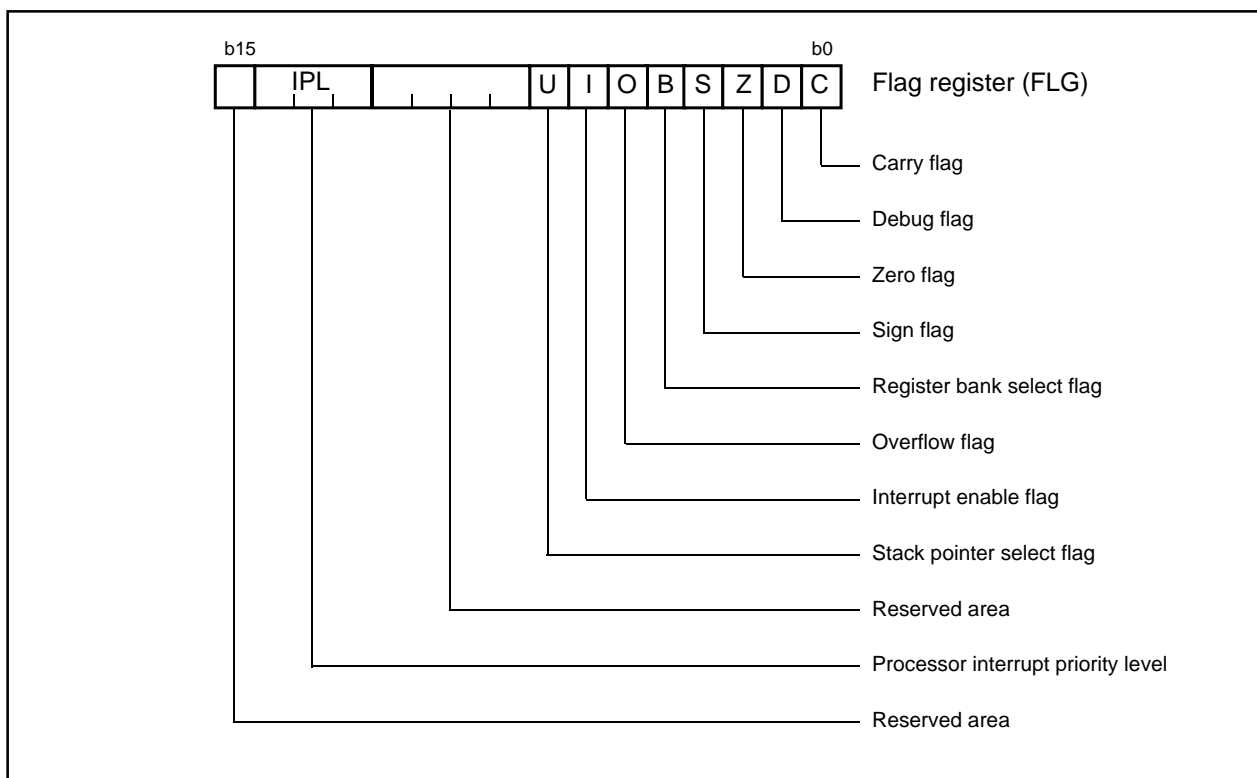 b15 b0
IPL U I O B S Z D C Flag register (FLG)
Carry flag
Debug flag
Zero flag
Sign flag
Register bank select flag
Overflow flag
Interrupt enable flag
Stack pointer select flag
Reserved area
Processor interrupt priority level
Reserved area